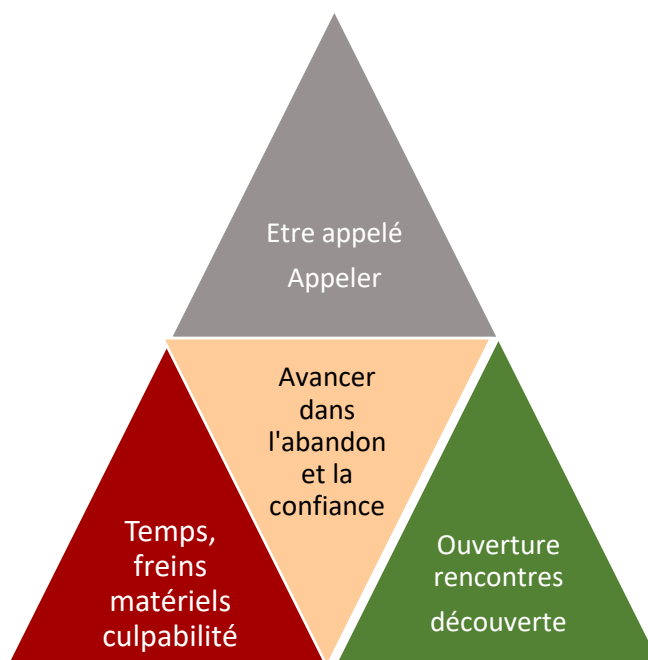 Etre appelé
Appeler
Avancer
dans
l'abandon
et la
confiance
Temps,
freins
matériels
culpabilité
Ouverture
rencontres
découverte